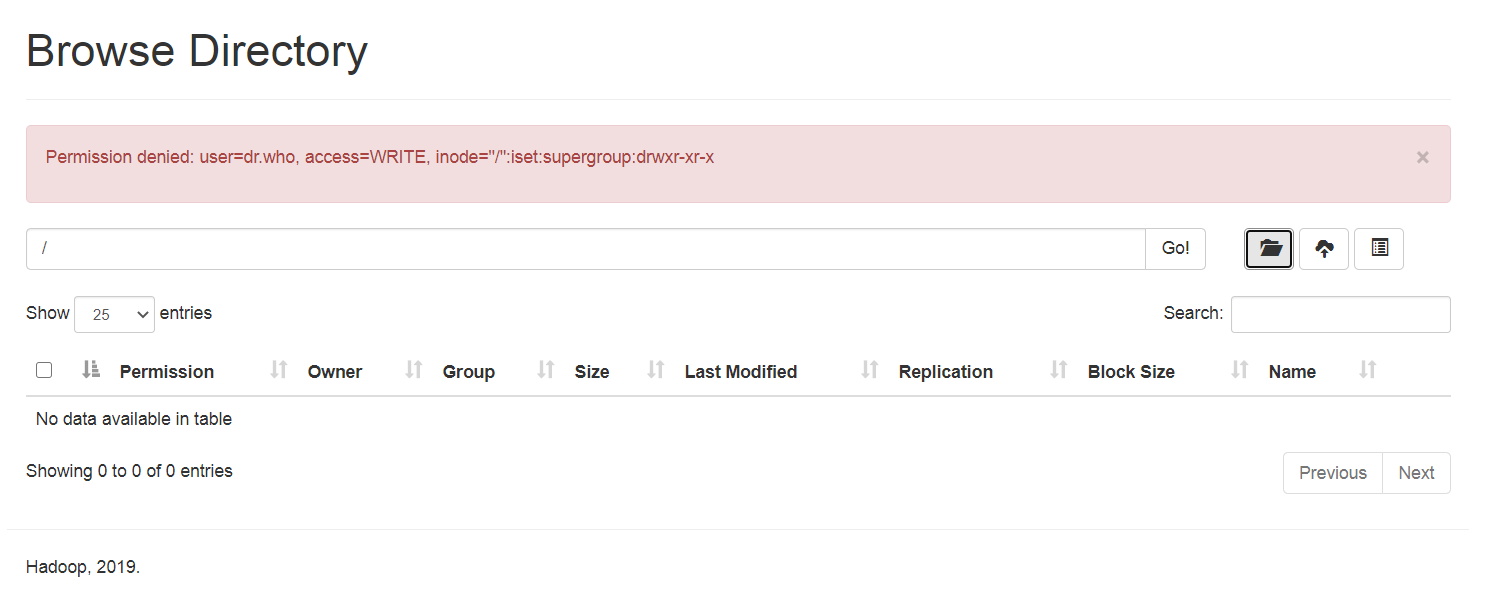 Browse Directory
Permission denied: user=dr.who, access=WRITE, inode="/":iset:supergroup:drwxr-xr-x ×
/ Go!
Show 25 entries Search:
Permission Owner Group Size Last Modified Replication Block Size Name
No data available in table
Showing 0 to 0 of 0 entries Previous Next
Hadoop, 2019.